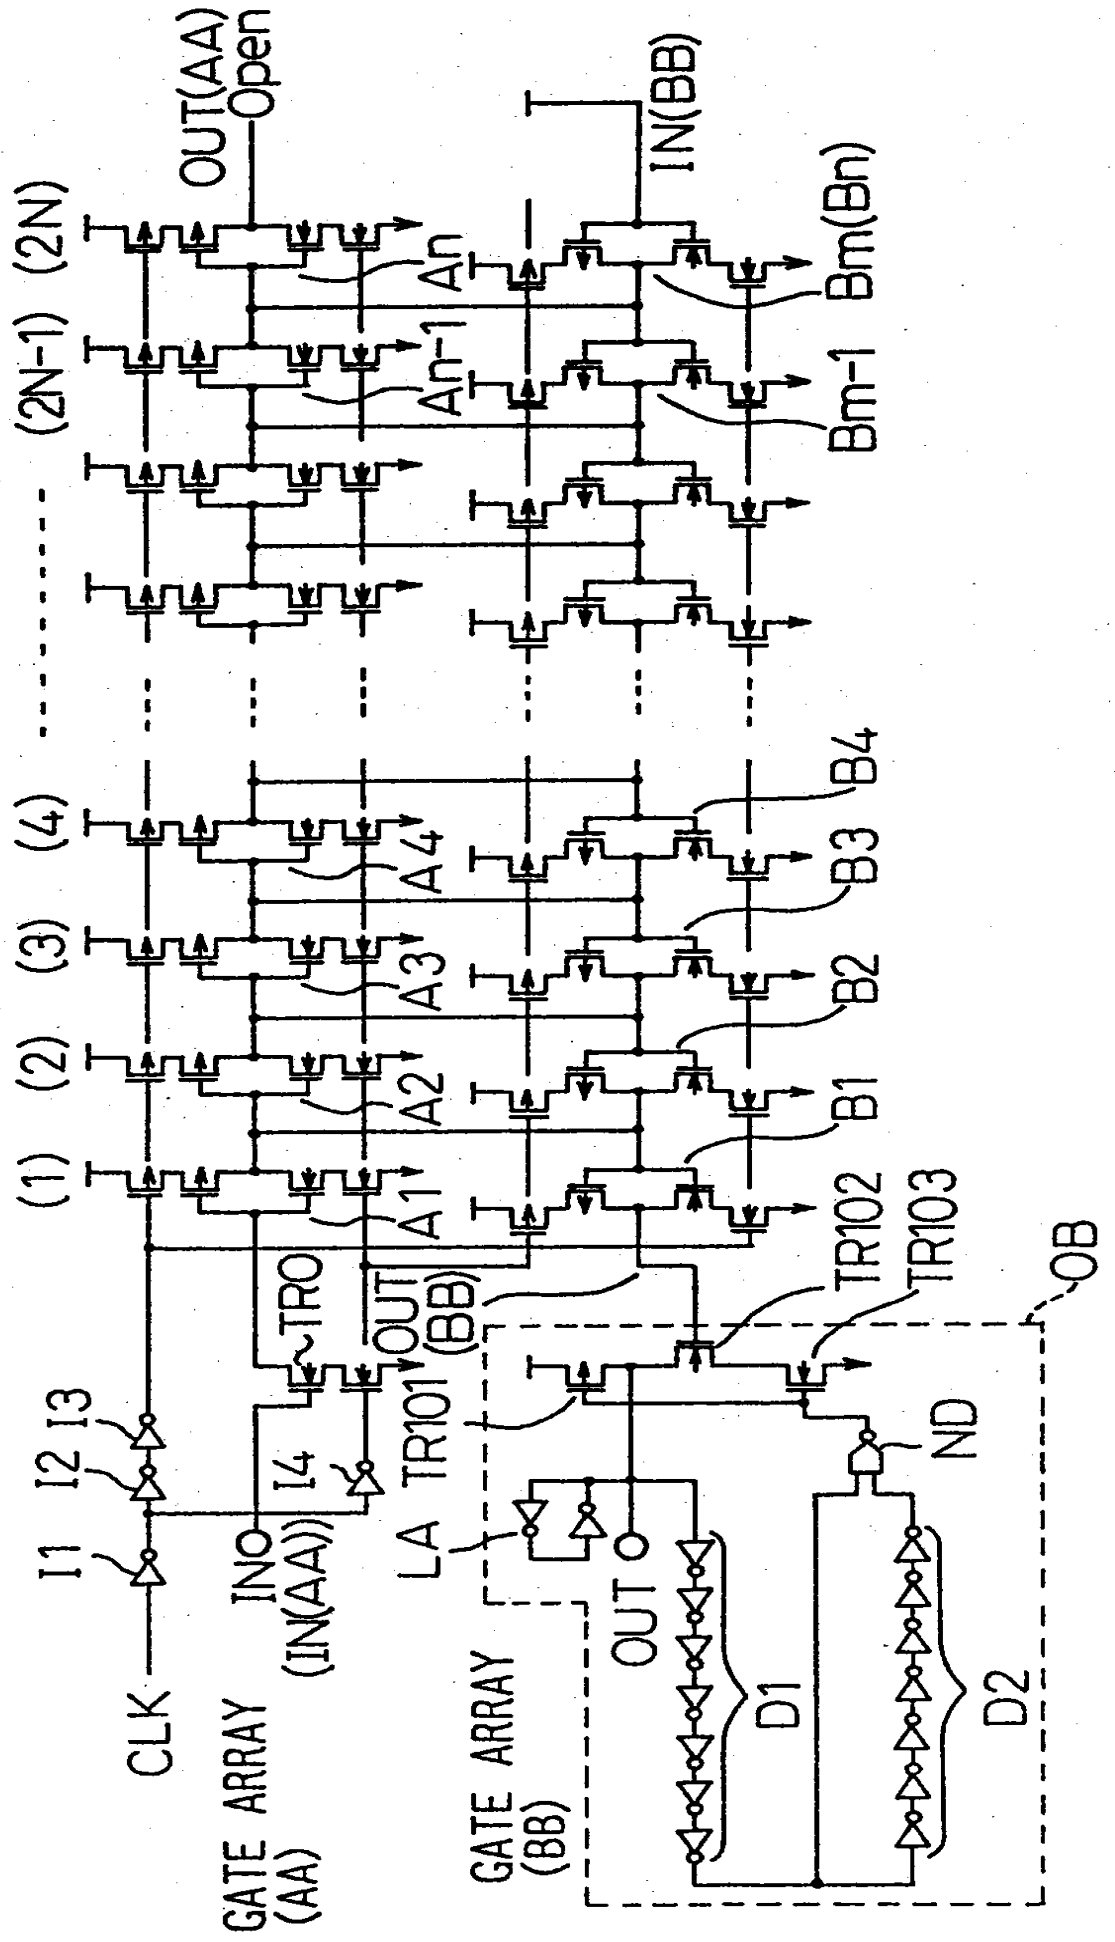 (1)
(2)
(3)
(4)
(2N-1)
(2N)
CLK
I1
I2
I3
I4
GATE ARRAY
(AA)
IN
(IN(AA))
TR0
A1
A2
A3
A4
An-1
An
OUT(AA)
Open
GATE ARRAY
(BB)
OUT
(BB)
IN(BB)
B1
B2
B3
B4
Bm-1
Bm(Bn)
TR101
TR102
TR103
LA
OUT
D1
D2
ND
OB